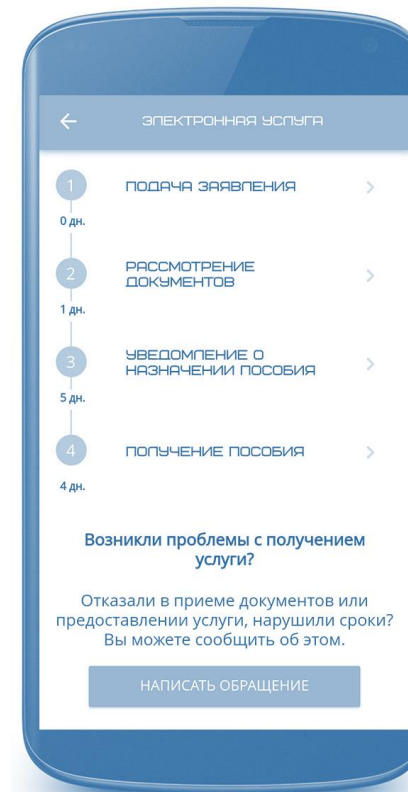 ЭЛЕКТРОННАЯ УСЛУГА
1
ПОДАЧА ЗАЯВЛЕНИЯ
0 дн.
2
РАССМОТРЕНИЕ
ДОКУМЕНТОВ
1 дн.
3
УВЕДОМЛЕНИЕ О
НАЗНАЧЕНИИ ПОСОБИЯ
5 дн.
4
ПОЛУЧЕНИЕ ПОСОБИЯ
4 дн.
Возникли проблемы с получением
услуги?
Отказали в приеме документов или
предоставлении услуги, нарушили сроки?
Вы можете сообщить об этом.
НАПИСАТЬ ОБРАЩЕНИЕ